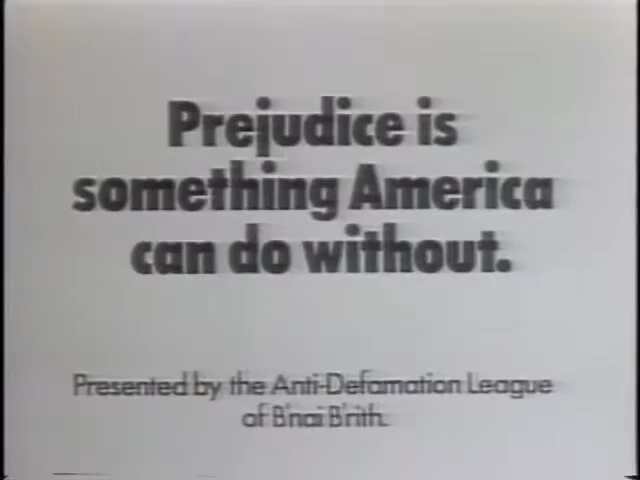 Prejudice is
something America
can do without.
Presented by the Anti-Defamation League
of B'nai B'rith.